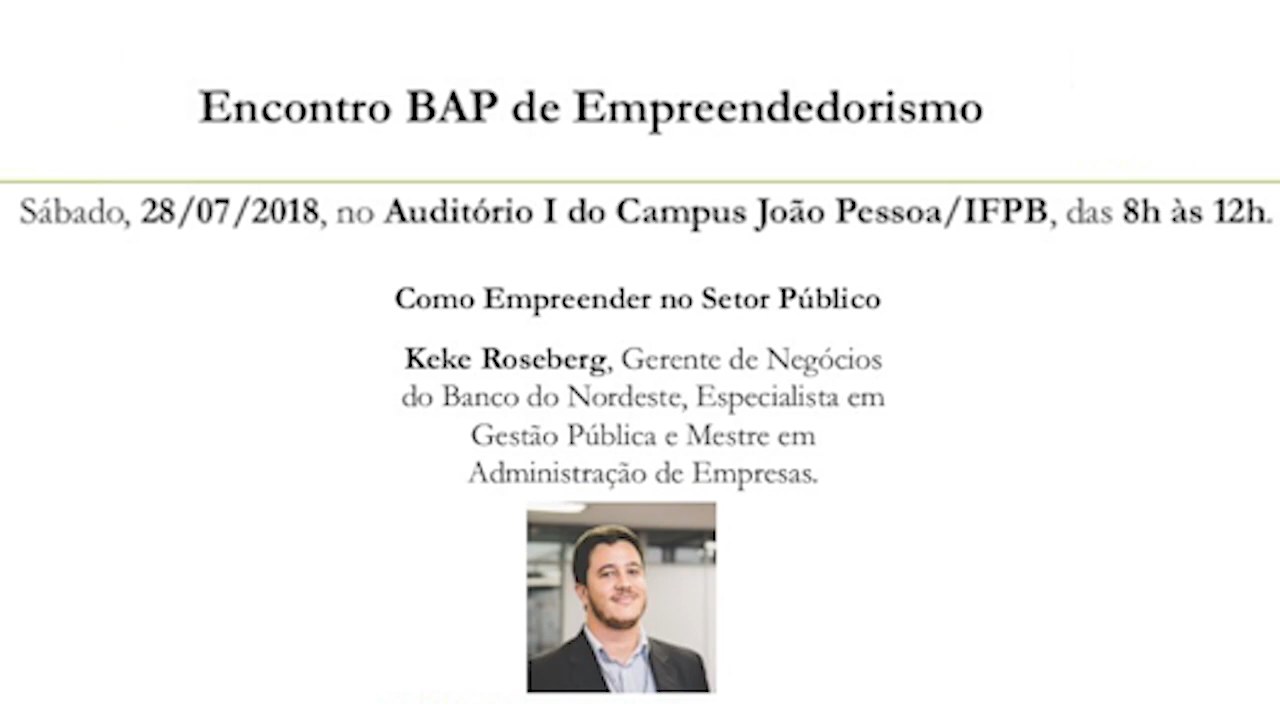 Encontro BAP de Empreendedorismo
Sábado, 28/07/2018, no Auditório I do Campus João Pessoa/IFPB, das 8h às 12h.
Como Empreender no Setor Público
Keke Roseberg, Gerente de Negócios
do Banco do Nordeste, Especialista em
Gestão Pública e Mestre em
Administração de Empresas.